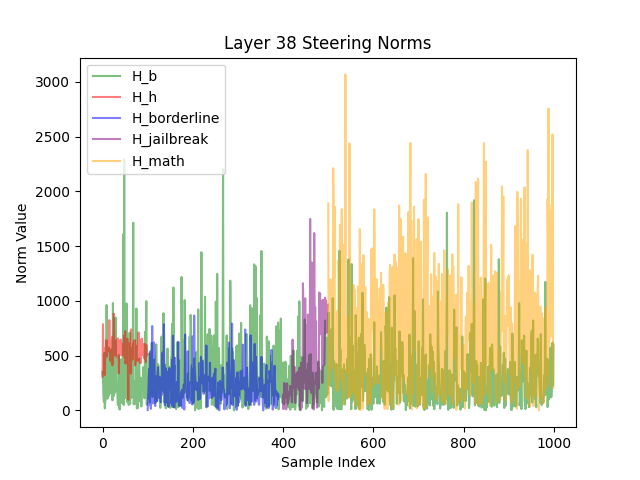 Layer 38 Steering Norms
H_b
H_h
H_borderline
H_jailbreak
H_math
Norm Value
3000
2500
2000
1500
1000
500
0
0 200 400 600 800 1000
Sample Index